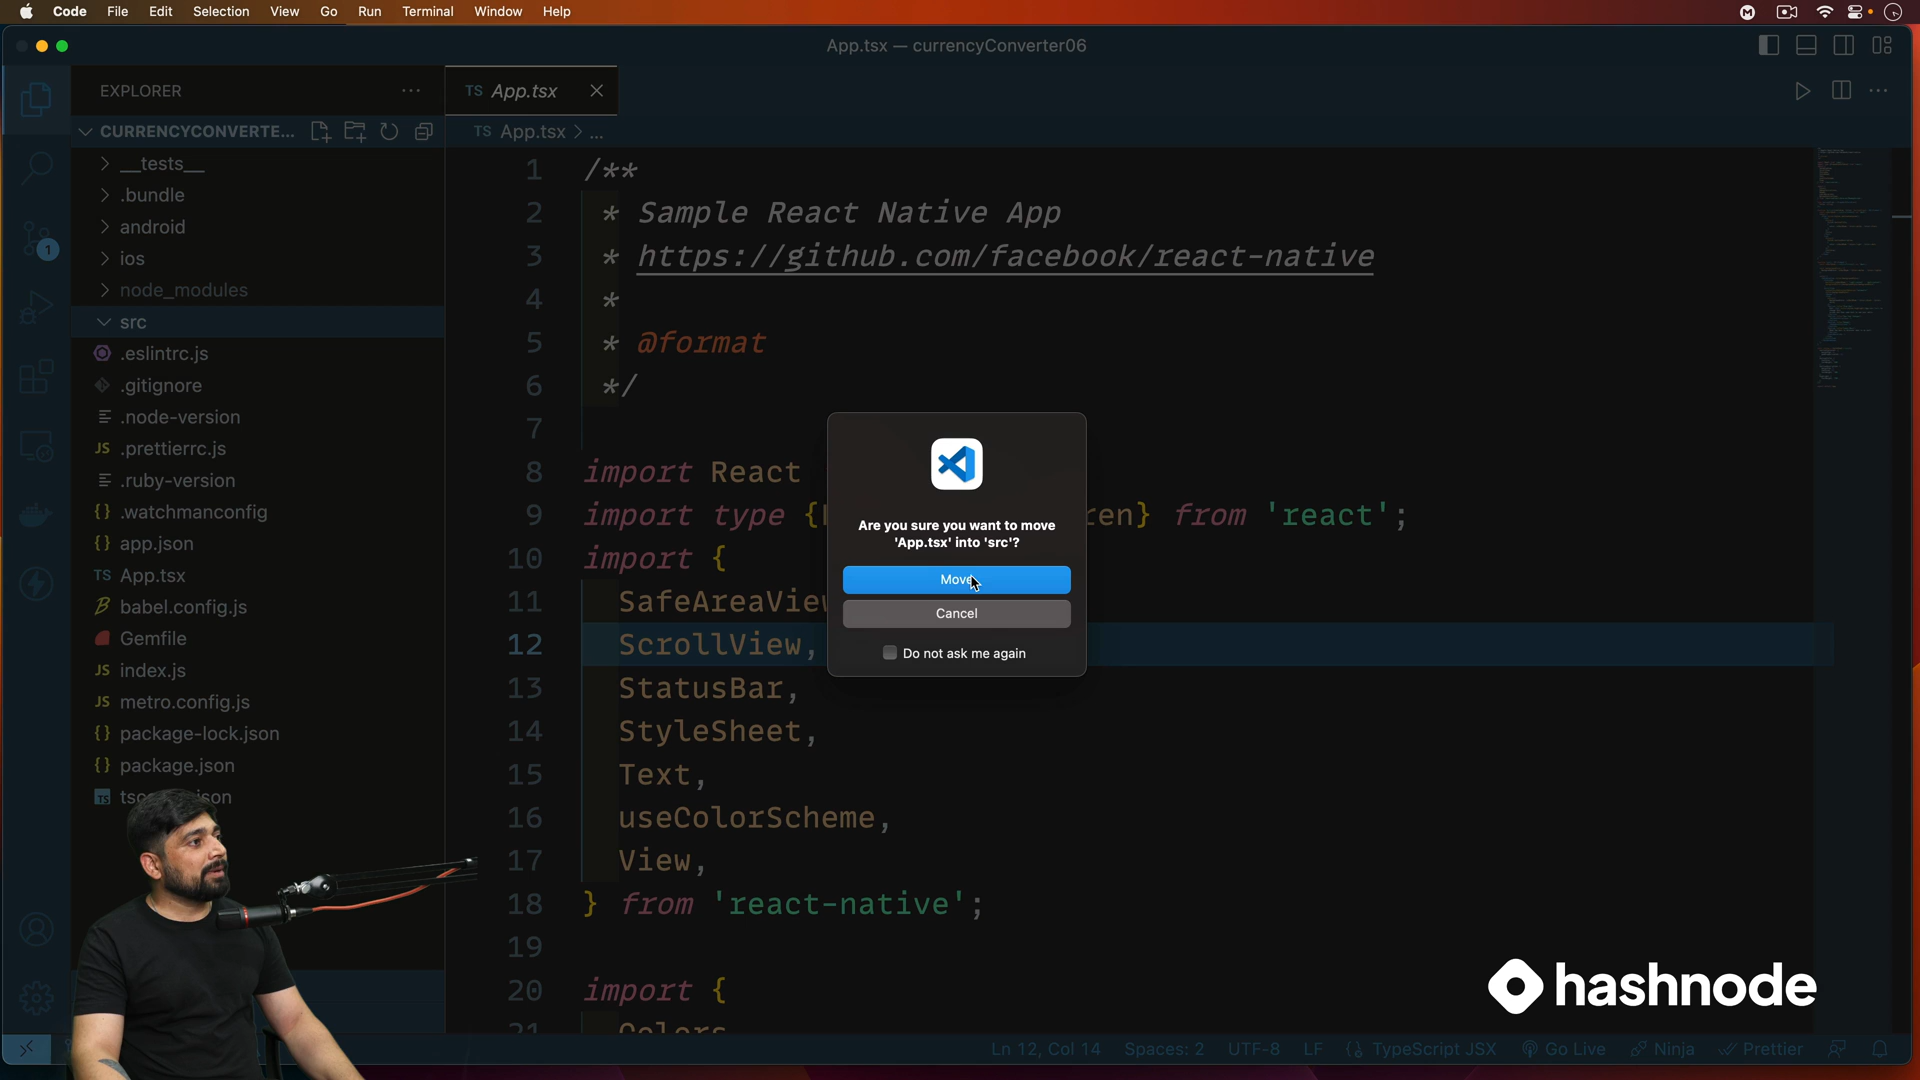 Code File Edit Selection View Go Run Terminal Window Help
App.tsx — currencyConverter06
EXPLORER
TS App.tsx
CURRENCYCONVERTE...
TS App.tsx > ...
__tests__
.bundle
android
ios
node_modules
src
.eslintrc.js
.gitignore
.node-version
JS .prettierrc.js
.ruby-version
{} .watchmanconfig
{} app.json
TS App.tsx
babel.config.js
Gemfile
JS index.js
JS metro.config.js
{} package-lock.json
{} package.json
1
1 /**
2 * Sample React Native App
3 * https://github.com/facebook/react-native
4 *
5 * @format
6 */
7
8 import React
9 import type { ren} from 'react';
10 import {
11 SafeAreaView
12 ScrollView,
13 StatusBar,
14 StyleSheet,
15 Text,
16 useColorScheme,
17 View,
18 } from 'react-native';
19
20 import {
21 Colors
Are you sure you want to move
'App.tsx' into 'src'?
Move
Cancel
Do not ask me again
hashnode
Ln 12, Col 14 Spaces: 2 UTF-8 LF {} TypeScript JSX Go Live Ninja Prettier